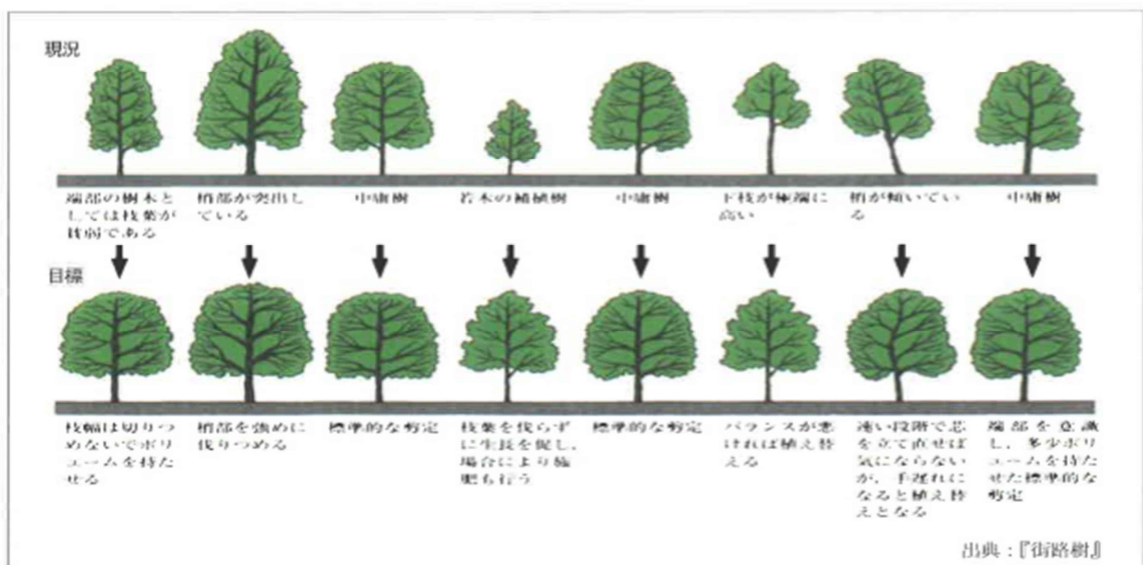 現況
端部の樹木と
しては枝葉が
貧弱である
梢部が突出し
ている
中庸樹
若木の補植樹
中庸樹
下枝が極端に
高い
梢が傾いてい
る
中庸樹
目標
枝幅は切りつ
めないでボリ
ュームを持た
せる
梢部を強めに
伐りつめる
標準的な剪定
枝葉を伐らず
に生長を促し、
場合により施
肥も行う
標準的な剪定
バランスが悪
ければ植え替
える
速い段階で芯
を立て直せば
気にならない
が、手遅れに
なると植え替
えとなる
端部を意識
し、多少ボリ
ュームを持た
せた標準的な
剪定
出典：『街路樹』